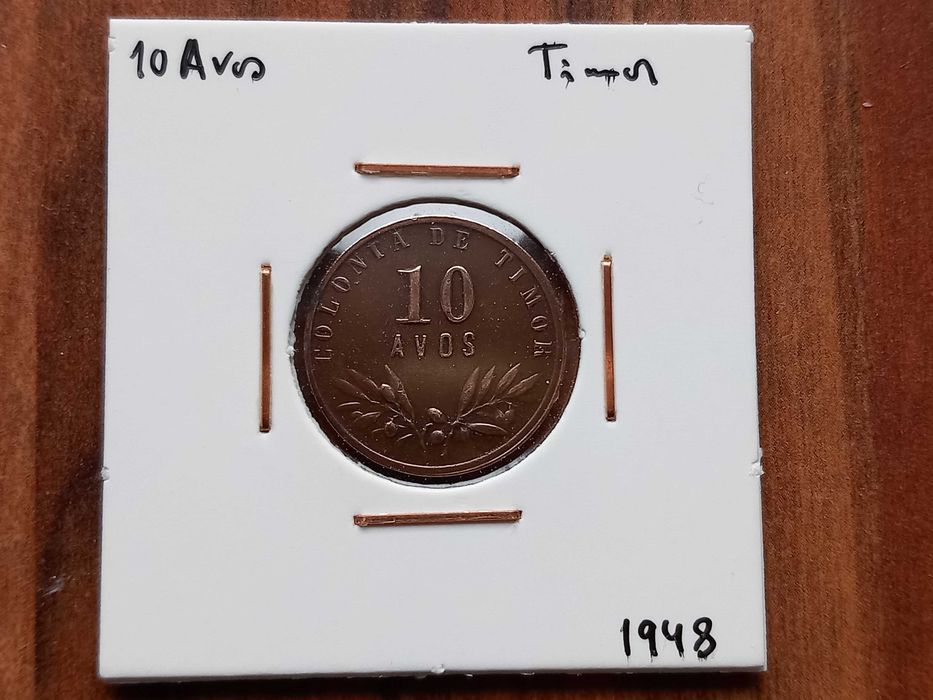 10 Avos
Timor
COLONIA DE TIMOR
10
AVOS
1948